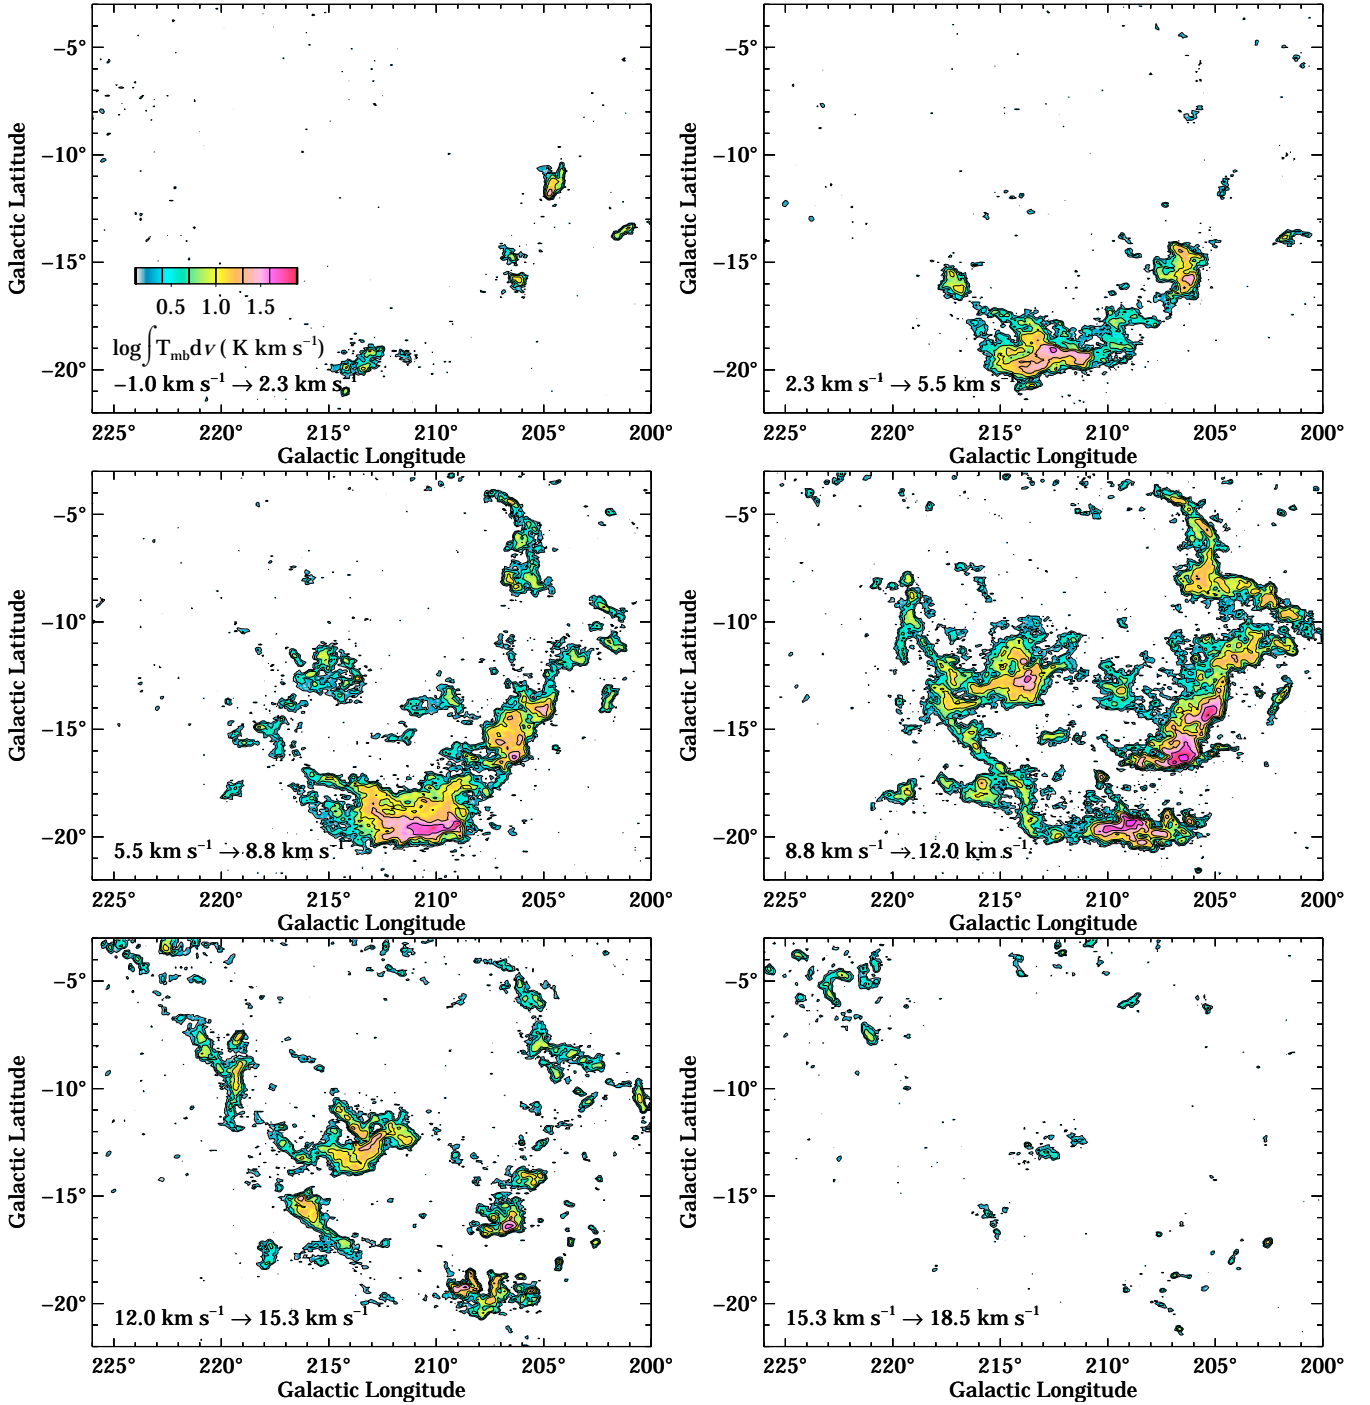 −5°
−10°
−15°
−20°
Galactic Latitude
0.5 1.0 1.5
log∫T_mb dv ( K km s⁻¹)
−1.0 km s⁻¹ → 2.3 km s⁻¹
225° 220° 215° 210° 205° 200°
Galactic Longitude
−5°
−10°
−15°
−20°
Galactic Latitude
2.3 km s⁻¹ → 5.5 km s⁻¹
225° 220° 215° 210° 205° 200°
Galactic Longitude
−5°
−10°
−15°
−20°
Galactic Latitude
5.5 km s⁻¹ → 8.8 km s⁻¹
225° 220° 215° 210° 205° 200°
Galactic Longitude
−5°
−10°
−15°
−20°
Galactic Latitude
8.8 km s⁻¹ → 12.0 km s⁻¹
225° 220° 215° 210° 205° 200°
Galactic Longitude
−5°
−10°
−15°
−20°
Galactic Latitude
12.0 km s⁻¹ → 15.3 km s⁻¹
225° 220° 215° 210° 205° 200°
Galactic Longitude
−5°
−10°
−15°
−20°
Galactic Latitude
15.3 km s⁻¹ → 18.5 km s⁻¹
225° 220° 215° 210° 205° 200°
Galactic Longitude